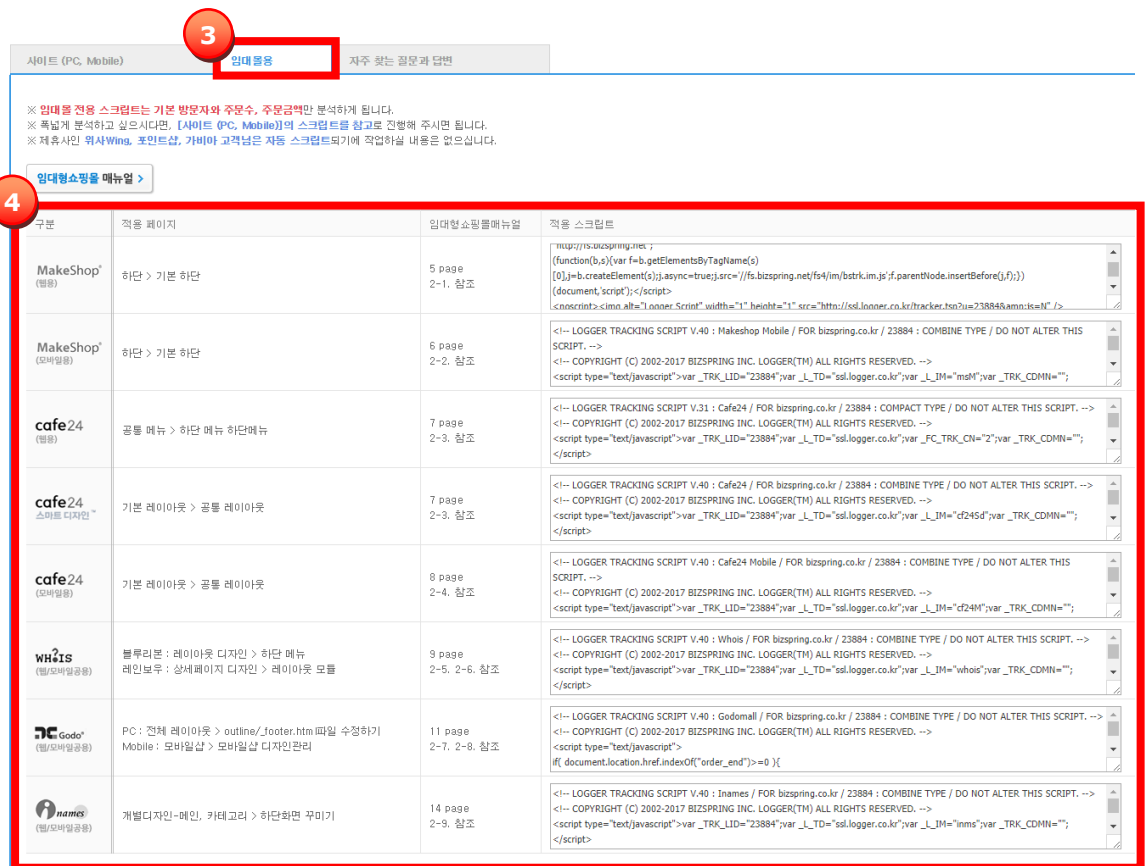 3
사이트 (PC, Mobile) 임대몰용 자주 찾는 질문과 답변
※ 임대몰 전용 스크립트는 기본 방문자와 주문수, 주문금액만 분석하게 됩니다.
※ 폭넓게 분석하고 싶으시다면, [사이트 (PC, Mobile)]의 스크립트를 참고로 진행해 주시면 됩니다.
※ 제휴사인 위사Wing, 포인트샵, 가비아 고객님은 자동 스크립트되기에 작업하실 내용은 없으십니다.
임대형쇼핑몰 매뉴얼 >
4
구분 적용 페이지 임대형쇼핑몰매뉴얼 적용 스크립트
MakeShop®
(웹용)
하단 > 기본 하단
5 page
2-1. 참조
"http://fs.bizspring.net";
(function(b,s){var f=b.getElementsByTagName(s)
[0],j=b.createElement(s);j.async=true;j.src='//fs.bizspring.net/fs4/im/bstrk.im.js';f.parentNode.insertBefore(j,f);})
(document,'script');</script>
<noscript><img alt="Logger Script" width="1" height="1" src="http://ssl.logger.co.kr/tracker.tsp?u=23884&amp;js=N" />
MakeShop®
(모바일용)
하단 > 기본 하단
6 page
2-2. 참조
<!-- LOGGER TRACKING SCRIPT V.40 : Makeshop Mobile / FOR bizspring.co.kr / 23884 : COMBINE TYPE / DO NOT ALTER THIS
SCRIPT. -->
<!-- COPYRIGHT (C) 2002-2017 BIZSPRING INC. LOGGER(TM) ALL RIGHTS RESERVED. -->
<script type="text/javascript">var _TRK_LID="23884";var _L_TD="ssl.logger.co.kr";var _L_IM="msM";var _TRK_CDMN="";
cafe24
(웹용)
공통 메뉴 > 하단 메뉴 하단메뉴
7 page
2-3. 참조
<!-- LOGGER TRACKING SCRIPT V.31 : Cafe24 / FOR bizspring.co.kr / 23884 : COMPACT TYPE / DO NOT ALTER THIS SCRIPT. -->
<!-- COPYRIGHT (C) 2002-2017 BIZSPRING INC. LOGGER(TM) ALL RIGHTS RESERVED. -->
<script type="text/javascript">var _TRK_LID="23884";var _L_TD="ssl.logger.co.kr";var _FC_TRK_CN="2";var _TRK_CDMN="";
</script>
cafe24
스마트 디자인™
기본 레이아웃 > 공통 레이아웃
7 page
2-3. 참조
<!-- LOGGER TRACKING SCRIPT V.40 : Cafe24 / FOR bizspring.co.kr / 23884 : COMBINE TYPE / DO NOT ALTER THIS SCRIPT. -->
<!-- COPYRIGHT (C) 2002-2017 BIZSPRING INC. LOGGER(TM) ALL RIGHTS RESERVED. -->
<script type="text/javascript">var _TRK_LID="23884";var _L_TD="ssl.logger.co.kr";var _L_IM="cf24Sd";var _TRK_CDMN="";
</script>
cafe24
(모바일용)
기본 레이아웃 > 공통 레이아웃
8 page
2-4. 참조
<!-- LOGGER TRACKING SCRIPT V.40 : Cafe24 Mobile / FOR bizspring.co.kr / 23884 : COMBINE TYPE / DO NOT ALTER THIS
SCRIPT. -->
<!-- COPYRIGHT (C) 2002-2017 BIZSPRING INC. LOGGER(TM) ALL RIGHTS RESERVED. -->
<script type="text/javascript">var _TRK_LID="23884";var _L_TD="ssl.logger.co.kr";var _L_IM="cf24M";var _TRK_CDMN="";
WHOIS
(웹/모바일공용)
블루리본 : 레이아웃 디자인 > 하단 메뉴
레인보우 : 상세페이지 디자인 > 레이아웃 모듈
9 page
2-5. 2-6. 참조
<!-- LOGGER TRACKING SCRIPT V.40 : Whois / FOR bizspring.co.kr / 23884 : COMBINE TYPE / DO NOT ALTER THIS SCRIPT. -->
<!-- COPYRIGHT (C) 2002-2017 BIZSPRING INC. LOGGER(TM) ALL RIGHTS RESERVED. -->
<script type="text/javascript">var _TRK_LID="23884";var _L_TD="ssl.logger.co.kr";var _L_IM="whois";var _TRK_CDMN="";
</script>
Godo®
(웹/모바일공용)
PC : 전체 레이아웃 > outline/_footer.htm파일 수정하기
Mobile : 모바일샵 > 모바일샵 디자인관리
11 page
2-7. 2-8. 참조
<!-- LOGGER TRACKING SCRIPT V.40 : Godomall / FOR bizspring.co.kr / 23884 : COMBINE TYPE / DO NOT ALTER THIS SCRIPT. -->
<!-- COPYRIGHT (C) 2002-2017 BIZSPRING INC. LOGGER(TM) ALL RIGHTS RESERVED. -->
<script type="text/javascript">
if( document.location.href.indexOf("order_end")>=0 ){
inames
(웹/모바일공용)
개별디자인-메인, 카테고리 > 하단화면 꾸미기
14 page
2-9. 참조
<!-- LOGGER TRACKING SCRIPT V.40 : Inames / FOR bizspring.co.kr / 23884 : COMBINE TYPE / DO NOT ALTER THIS SCRIPT. -->
<!-- COPYRIGHT (C) 2002-2017 BIZSPRING INC. LOGGER(TM) ALL RIGHTS RESERVED. -->
<script type="text/javascript">var _TRK_LID="23884";var _L_TD="ssl.logger.co.kr";var _L_IM="inms";var _TRK_CDMN="";
</script>